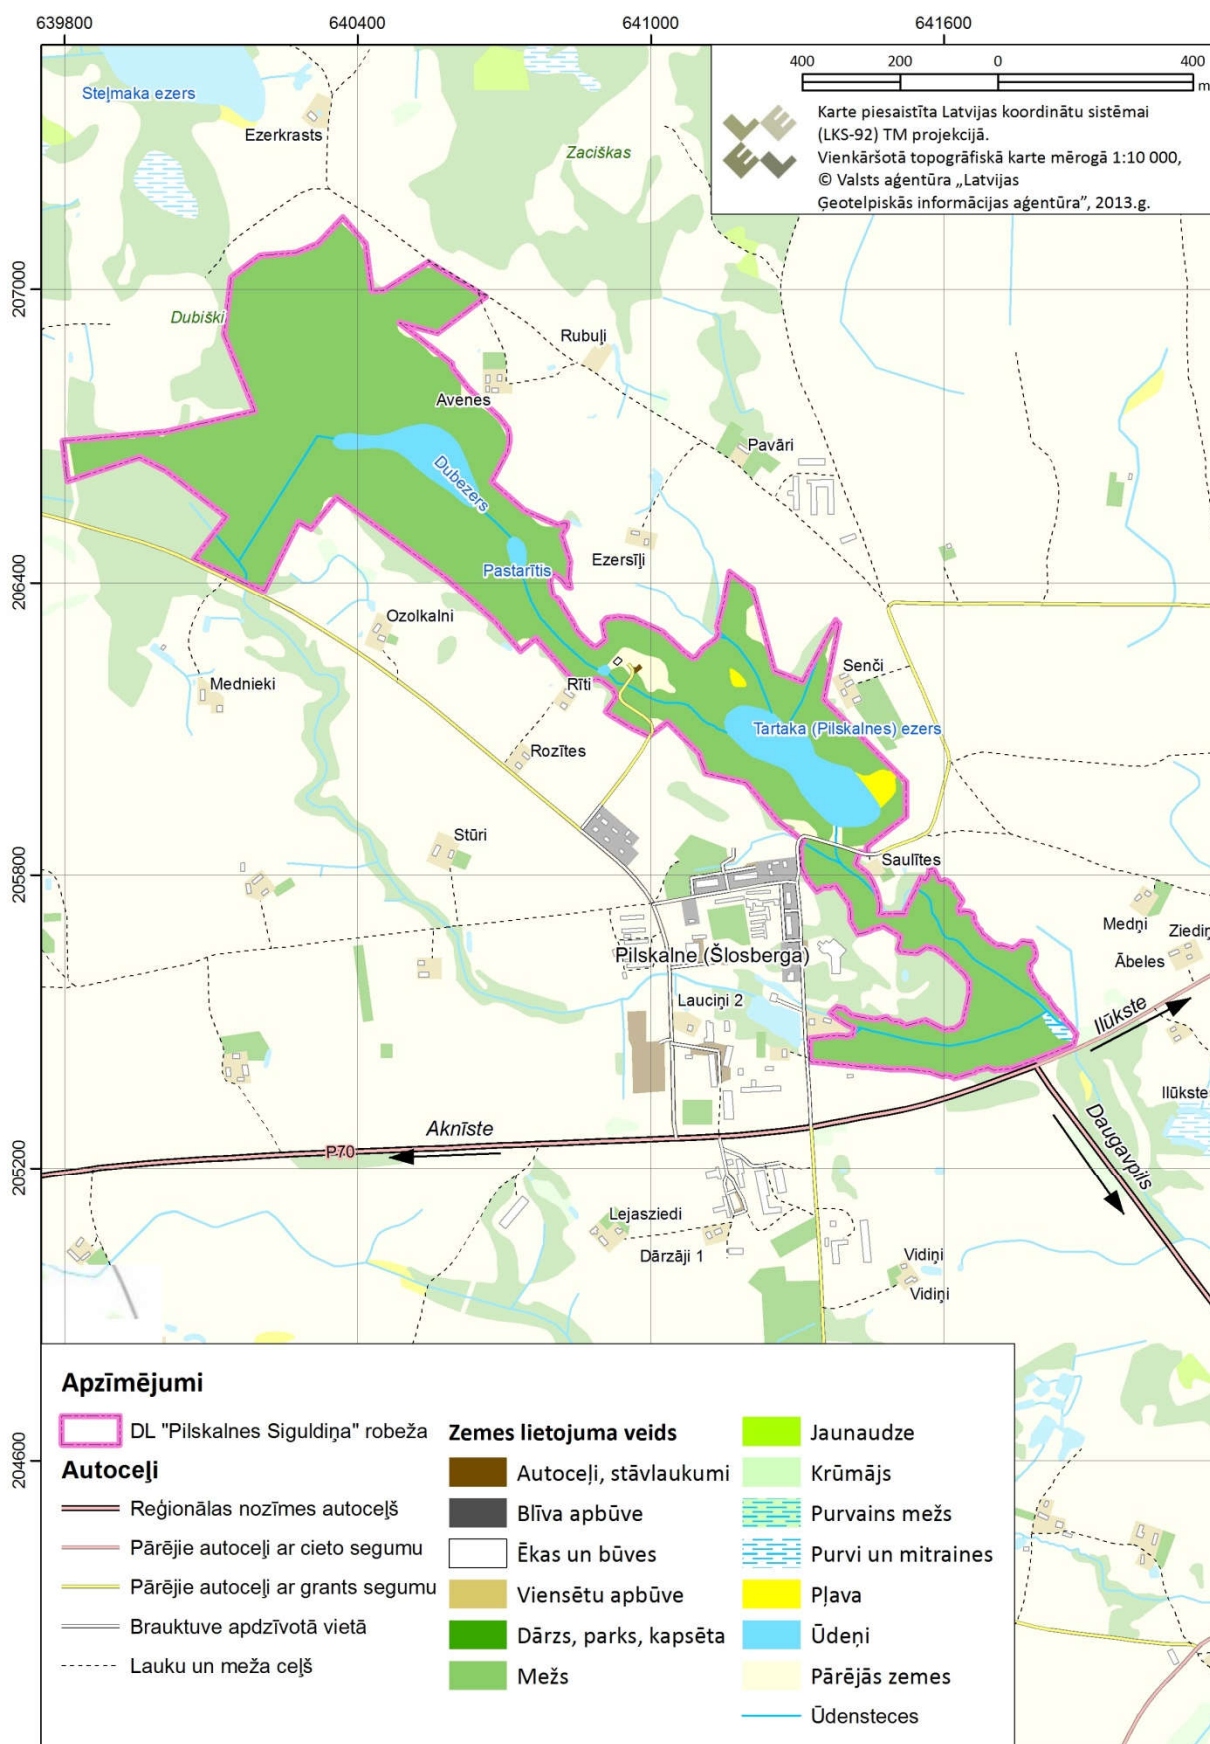 639800
640400
641000
641600
400
200
0
400
m
Karte piesaistīta Latvijas koordinātu sistēmai
(LKS-92) TM projekcijā.
Vienkāršotā topogrāfiskā karte mērogā 1:10 000,
© Valsts aģentūra „Latvijas
Ģeotelpiskās informācijas aģentūra”, 2013.g.
Steļmaka ezers
Ezerkrasts
Zaciškas
207000
Dubiški
Rubuļi
Avenes
Pavāri
Dubezers
Ezersīļi
Pastarītis
206400
Ozolkalni
Senči
Mednieki
Rīti
Tartaka (Pilskalnes) ezers
Rozītes
Stūri
Saulītes
205800
Medņi
Ziediņ
Pilskalne (Šlosberga)
Ābeles
Lauciņi 2
Ilūkste
Ilūkste
Akniste
Daugavpils
P70
205200
Lejasziedi
Dārzāji 1
Vidiņi
Vidiņi
204600
Apzīmējumi
DL "Pilskalnes Siguldiņa" robeža
Autoceļi
Reģionālas nozīmes autoceļš
Pārējie autoceļi ar cieto segumu
Pārējie autoceļi ar grants segumu
Brauktuve apdzīvotā vietā
Lauku un meža ceļš
Zemes lietojuma veids
Autoceļi, stāvlaukumi
Blīva apbūve
Ēkas un būves
Viensētu apbūve
Dārzs, parks, kapsēta
Mežs
Jaunaudze
Krūmājs
Purvains mežs
Purvi un mitraines
Pļava
Ūdeņi
Pārējās zemes
Ūdensteces